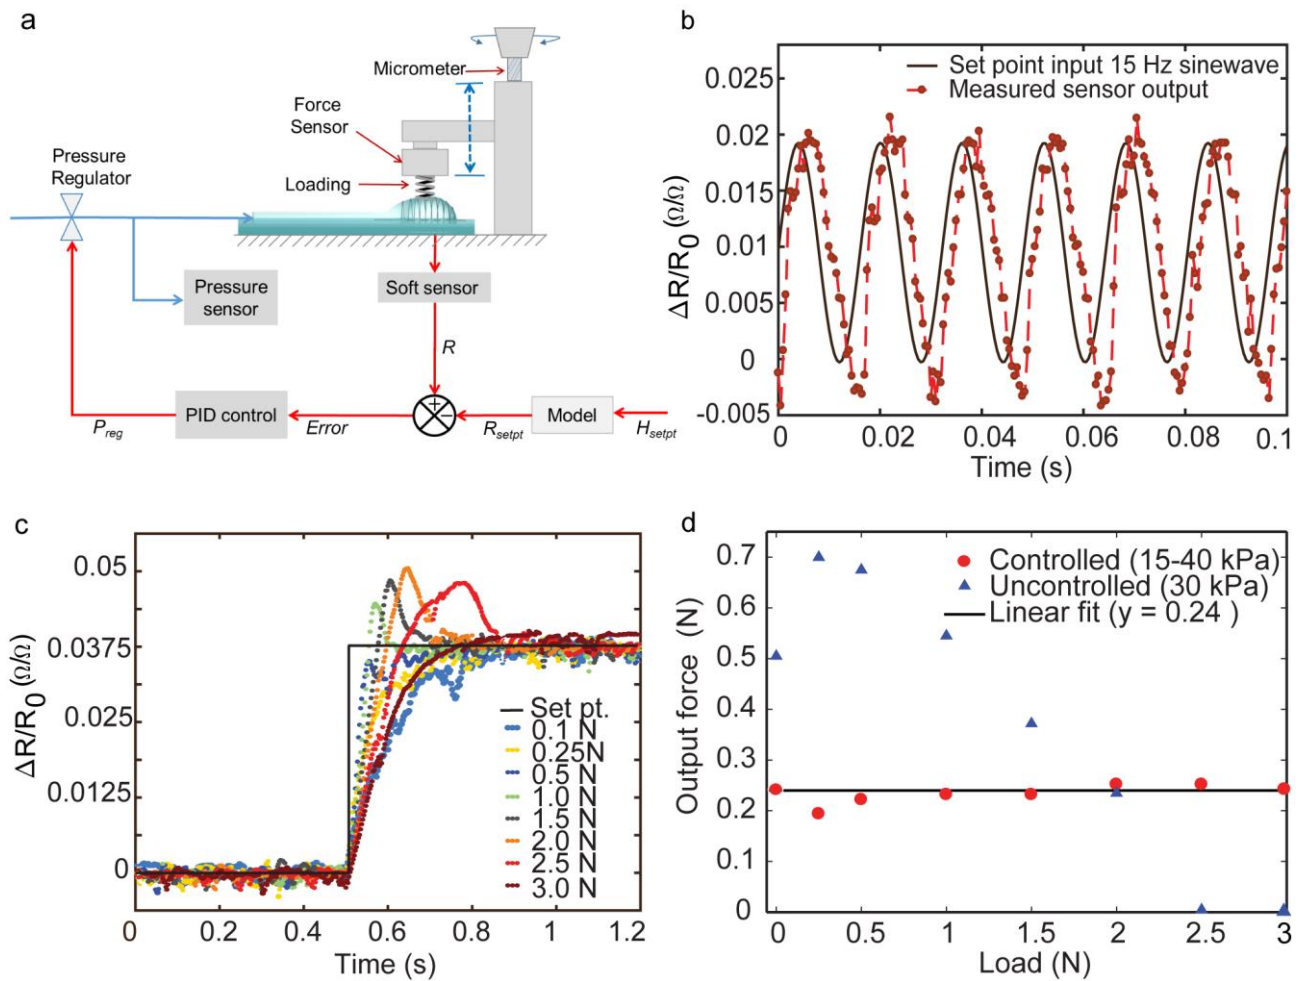 a
Micrometer
Force
Sensor
Pressure
Regulator
Loading
Pressure
sensor
Soft sensor
R
PID control
Model
P_reg
Error
R_setpt
H_setpt
+
−
b
Set point input 15 Hz sinewave
Measured sensor output
0.025
0.020
0.015
0.010
0.005
0
-0.005
ΔR/R0 (Ω/Ω)
0 0.02 0.04 0.06 0.08 0.1
Time (s)
c
0.05
0.0375
0.025
0.0125
0
ΔR/R0 (Ω/Ω)
Set pt.
0.1 N
0.25N
0.5 N
1.0 N
1.5 N
2.0 N
2.5 N
3.0 N
0 0.2 0.4 0.6 0.8 1 1.2
Time (s)
d
Controlled (15-40 kPa)
Uncontrolled (30 kPa)
Linear fit (y = 0.24 )
0.7
0.6
0.5
0.4
0.3
0.2
0.1
0
Output force (N)
0 0.5 1 1.5 2 2.5 3
Load (N)